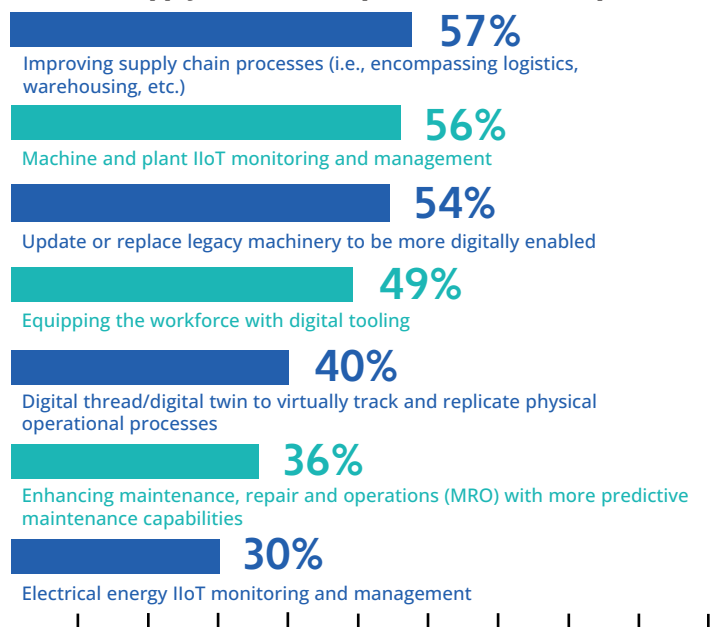 57%
Improving supply chain processes (i.e., encompassing logistics,
warehousing, etc.)
56%
Machine and plant IIoT monitoring and management
54%
Update or replace legacy machinery to be more digitally enabled
49%
Equipping the workforce with digital tooling
40%
Digital thread/digital twin to virtually track and replicate physical
operational processes
36%
Enhancing maintenance, repair and operations (MRO) with more predictive
maintenance capabilities
30%
Electrical energy IIoT monitoring and management